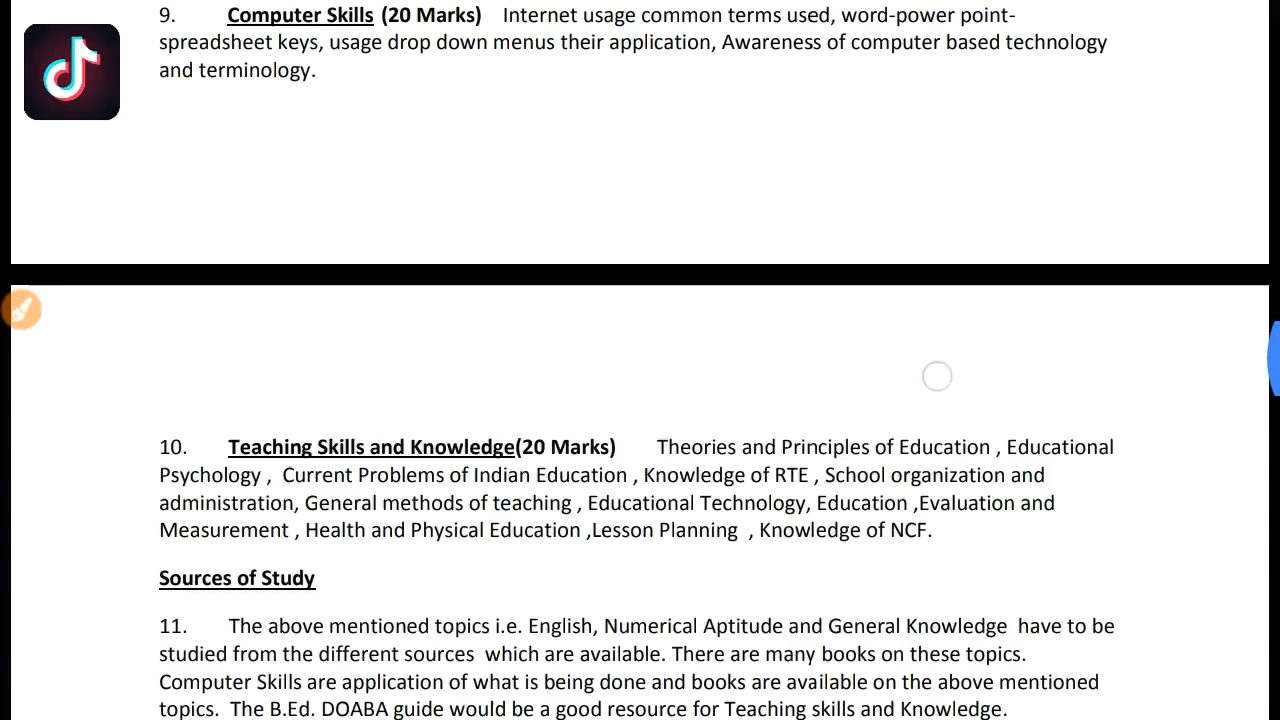 9. Computer Skills (20 Marks) Internet usage common terms used, word-power point-
spreadsheet keys, usage drop down menus their application, Awareness of computer based technology
and terminology.
10. Teaching Skills and Knowledge(20 Marks) Theories and Principles of Education , Educational
Psychology , Current Problems of Indian Education , Knowledge of RTE , School organization and
administration, General methods of teaching , Educational Technology, Education ,Evaluation and
Measurement , Health and Physical Education ,Lesson Planning , Knowledge of NCF.
Sources of Study
11. The above mentioned topics i.e. English, Numerical Aptitude and General Knowledge have to be
studied from the different sources which are available. There are many books on these topics.
Computer Skills are application of what is being done and books are available on the above mentioned
topics. The B.Ed. DOABA guide would be a good resource for Teaching skills and Knowledge.